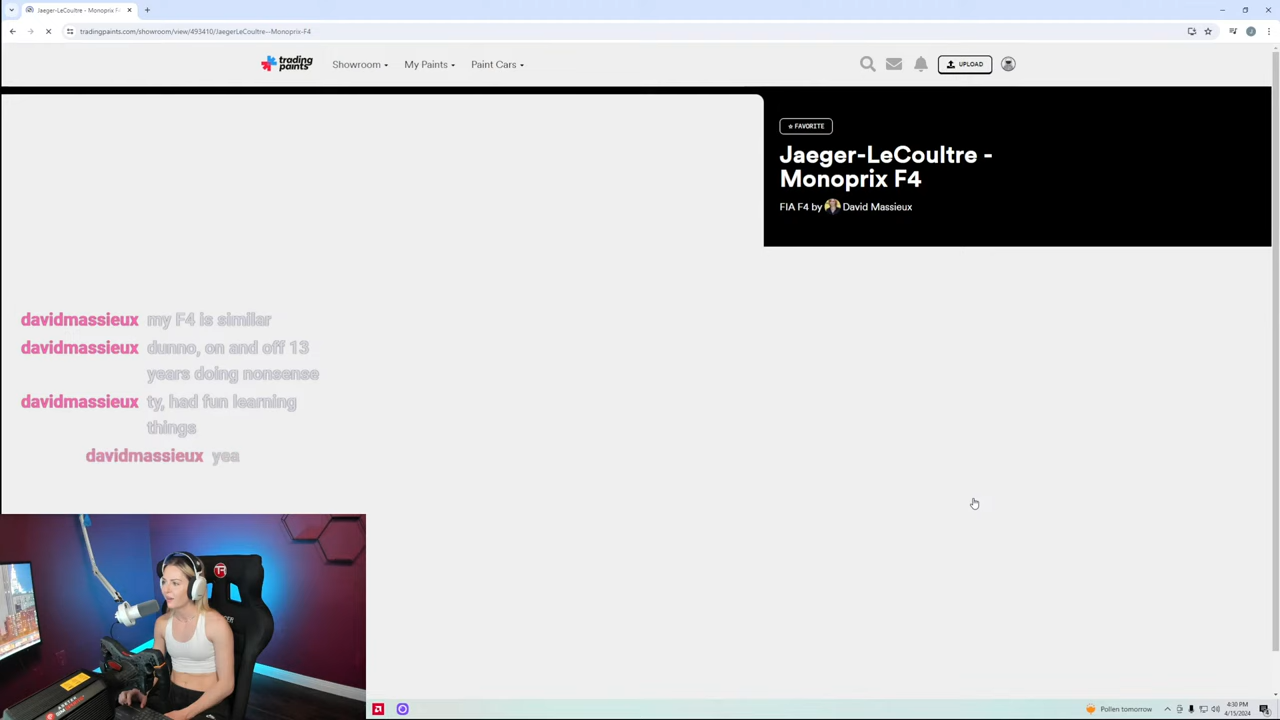 Jaeger-LeCoultre - Monoprix F4
tradingpaints.com/showroom/view/493410/JaegerLeCoultre--Monoprix-F4
trading paints
Showroom
My Paints
Paint Cars
UPLOAD
FAVORITE
Jaeger-LeCoultre -
Monoprix F4
FIA F4 by David Massieux
davidmassieux my F4 is similar
davidmassieux dunno, on and off 13
years doing nonsense
davidmassieux ty, had fun learning
things
davidmassieux yea
Pollen tomorrow
4:30 PM
4/15/2024